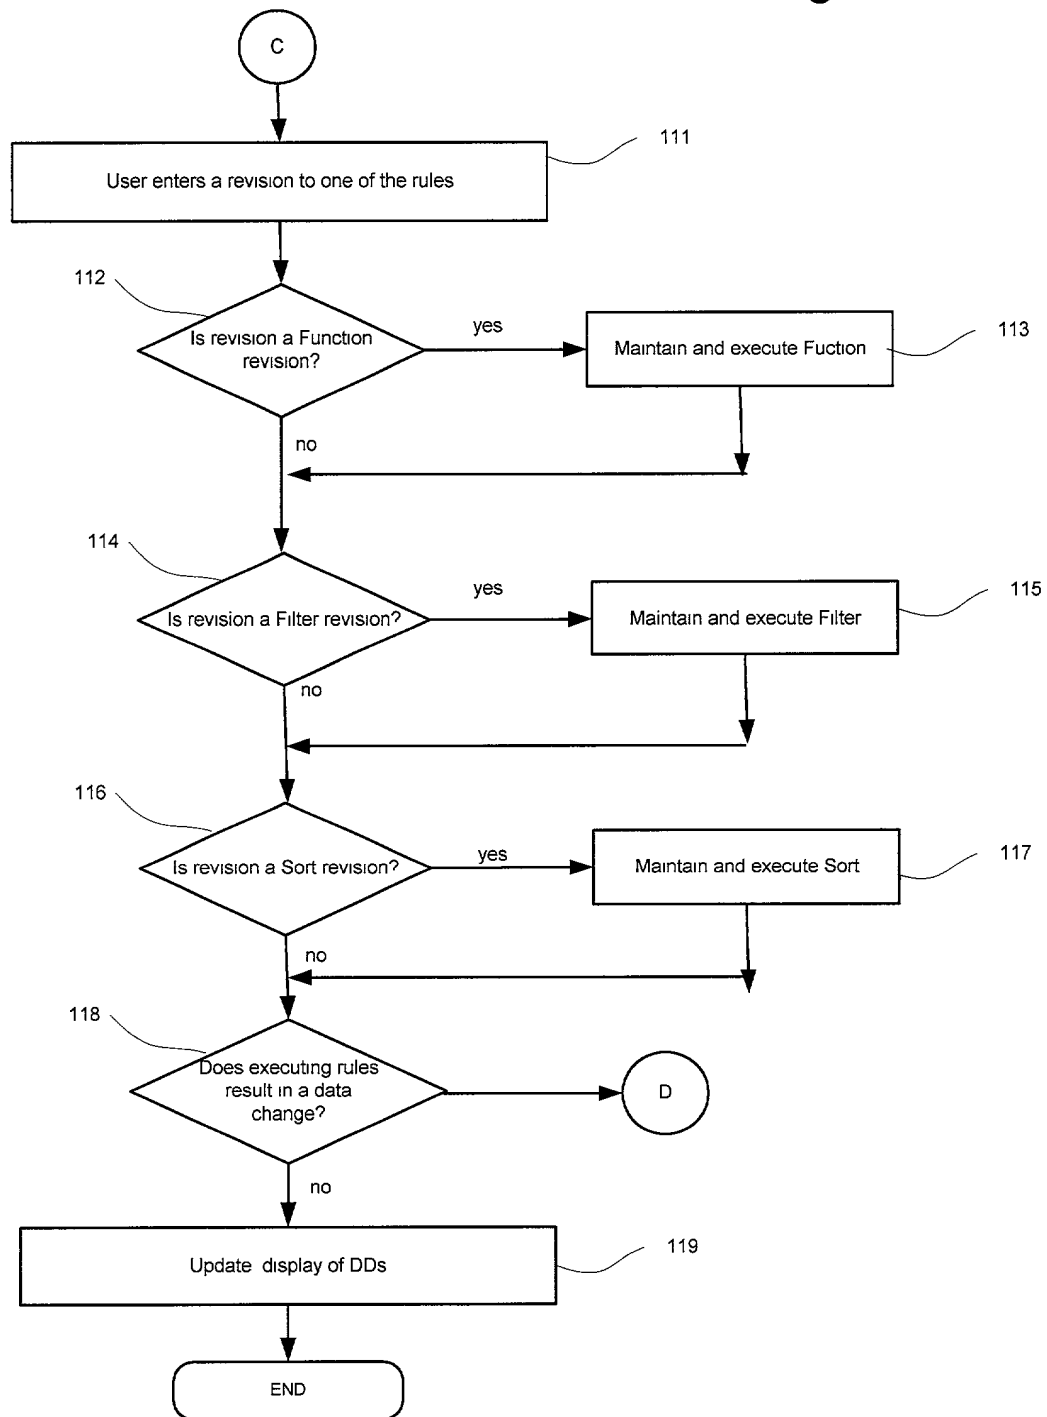 C
111
User enters a revision to one of the rules
112
Is revision a Function
revision?
yes
Maintain and execute Fuction
113
no
114
Is revision a Filter revision?
yes
Maintain and execute Filter
115
no
116
Is revision a Sort revision?
yes
Maintain and execute Sort
117
no
118
Does executing rules
result in a data
change?
D
no
Update display of DDs
119
END